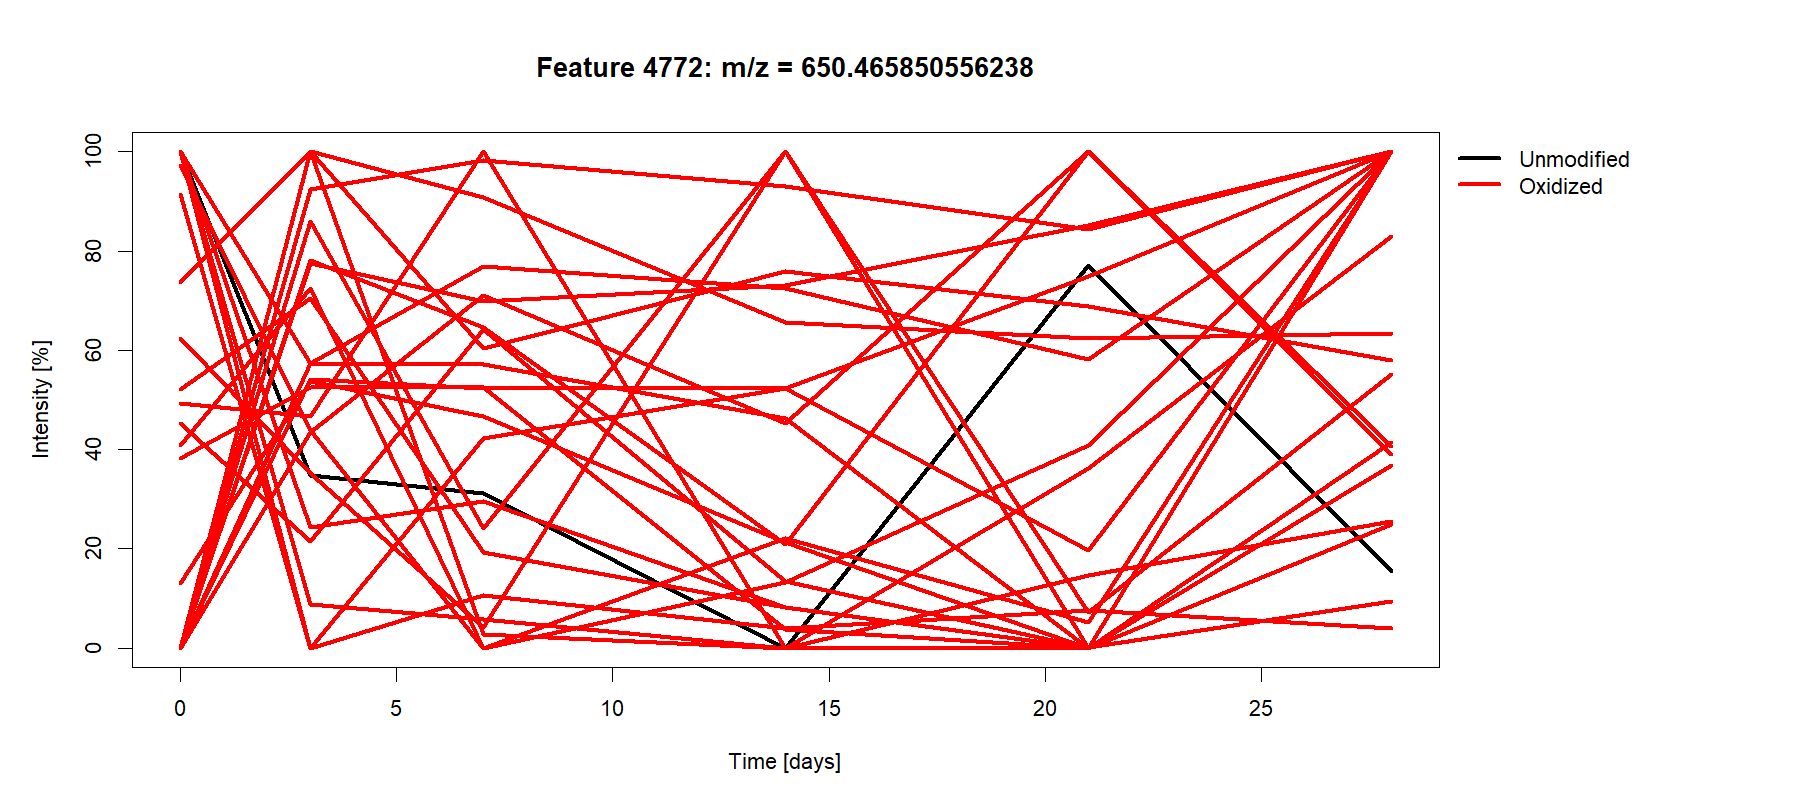 Feature 4772: m/z = 650.465850556238
Unmodified
Oxidized
100
80
60
40
20
0
Intensity [%]
0 5 10 15 20 25
Time [days]